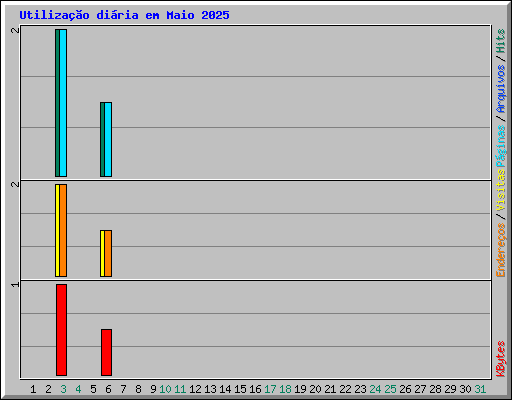 Utilização diária em Maio 2025
2
2
1
Endereços / Visitas Páginas / Arquivos / Hits
KBytes
1 2 3 4 5 6 7 8 9 10 11 12 13 14 15 16 17 18 19 20 21 22 23 24 25 26 27 28 29 30 31